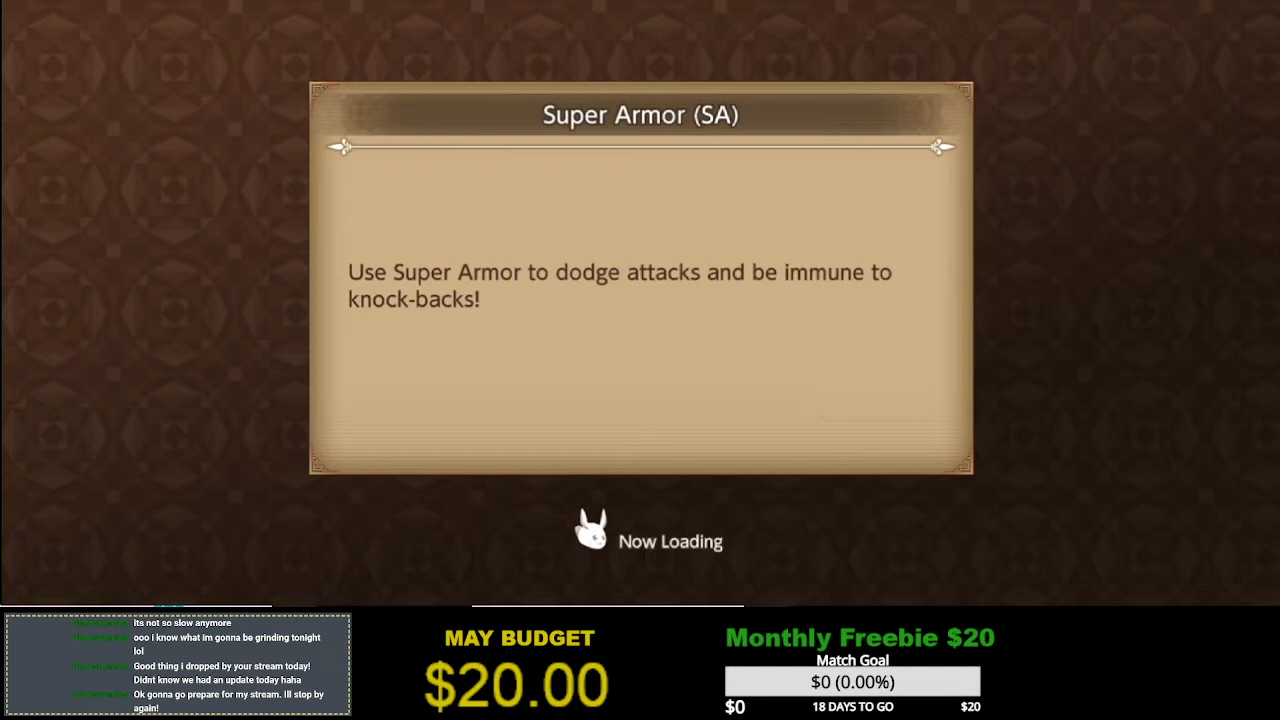 Super Armor (SA)
Use Super Armor to dodge attacks and be immune to
knock-backs!
Now Loading
Its not so slow anymore
ooo i know what im gonna be grinding tonight
lol
Good thing I dropped by your stream today!
Didnt know we had an update today haha
Ok gonna go prepare for my stream. Ill stop by
again!
MAY BUDGET
$20.00
Monthly Freebie $20
Match Goal
$0 (0.00%)
$0 18 DAYS TO GO $20